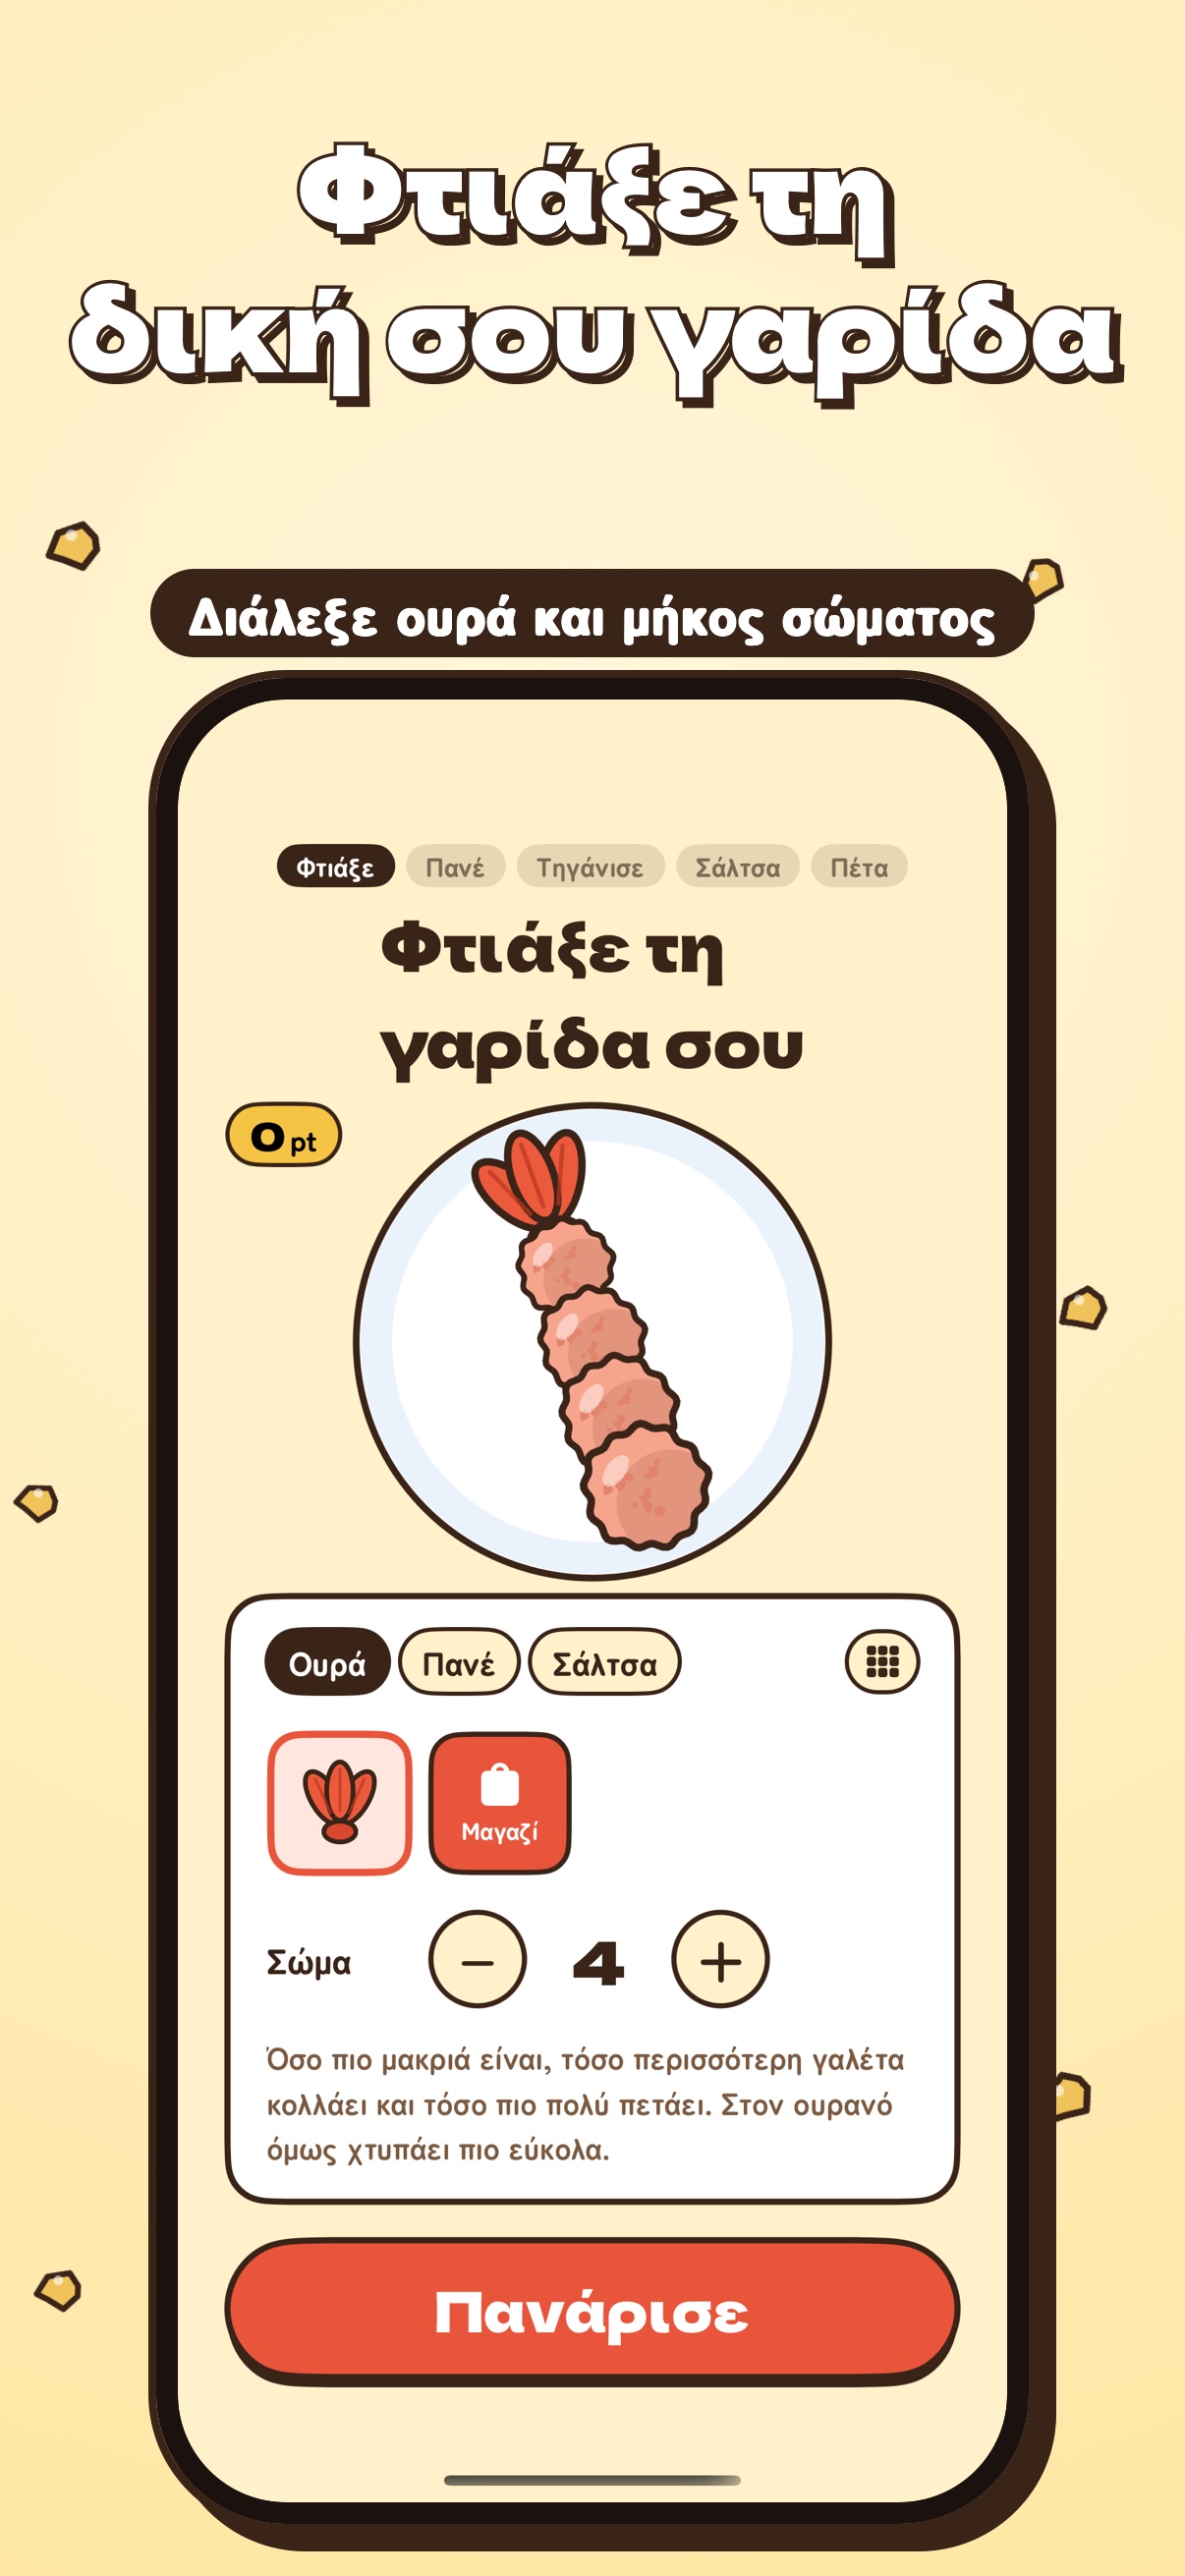 Φτιάξε τη
δική σου γαρίδα
Διάλεξε ουρά και μήκος σώματος
Φτιάξε Πανέ Τηγάνισε Σάλτσα Πέτα
Φτιάξε τη
γαρίδα σου
0 pt
Ουρά Πανέ Σάλτσα
Μαγαζί
Σώμα − 4 +
Όσο πιο μακριά είναι, τόσο περισσότερη γαλέτα
κολλάει και τόσο πιο πολύ πετάει. Στον ουρανό
όμως χτυπάει πιο εύκολα.
Πανάρισε